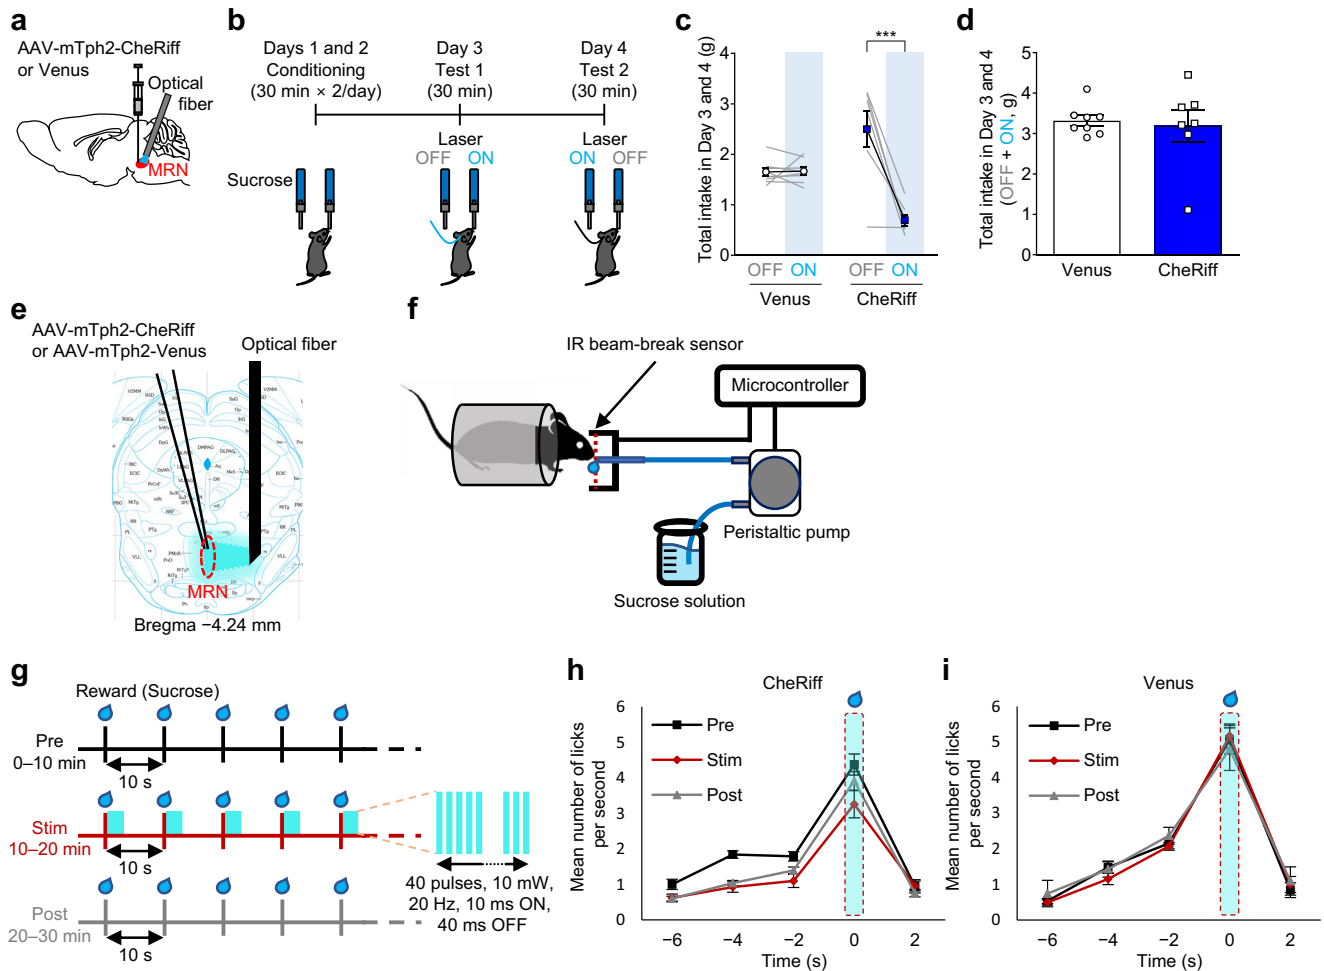 a
AAV-mTph2-CheRiff
or Venus
Optical
fiber
MRN
b
Days 1 and 2
Conditioning
(30 min × 2/day)
Day 3
Test 1
(30 min)
Day 4
Test 2
(30 min)
Laser
OFF ON
Laser
ON OFF
Sucrose
c
***
Total intake in Day 3 and 4 (g)
4
3
2
1
0
OFF ON
OFF ON
Venus
CheRiff
d
Total intake in Day 3 and 4
(OFF + ON, g)
5
4
3
2
1
0
Venus
CheRiff
e
AAV-mTph2-CheRiff
or AAV-mTph2-Venus
Optical fiber
MRN
Bregma −4.24 mm
f
IR beam-break sensor
Microcontroller
Peristaltic pump
Sucrose solution
g
Reward (Sucrose)
Pre
0–10 min
10 s
Stim
10–20 min
10 s
Post
20–30 min
10 s
40 pulses, 10 mW,
20 Hz, 10 ms ON,
40 ms OFF
h
CheRiff
Mean number of licks
per second
6
5
4
3
2
1
0
Pre
Stim
Post
−6 −4 −2 0 2
Time (s)
i
Venus
Mean number of licks
per second
6
5
4
3
2
1
0
Pre
Stim
Post
−6 −4 −2 0 2
Time (s)